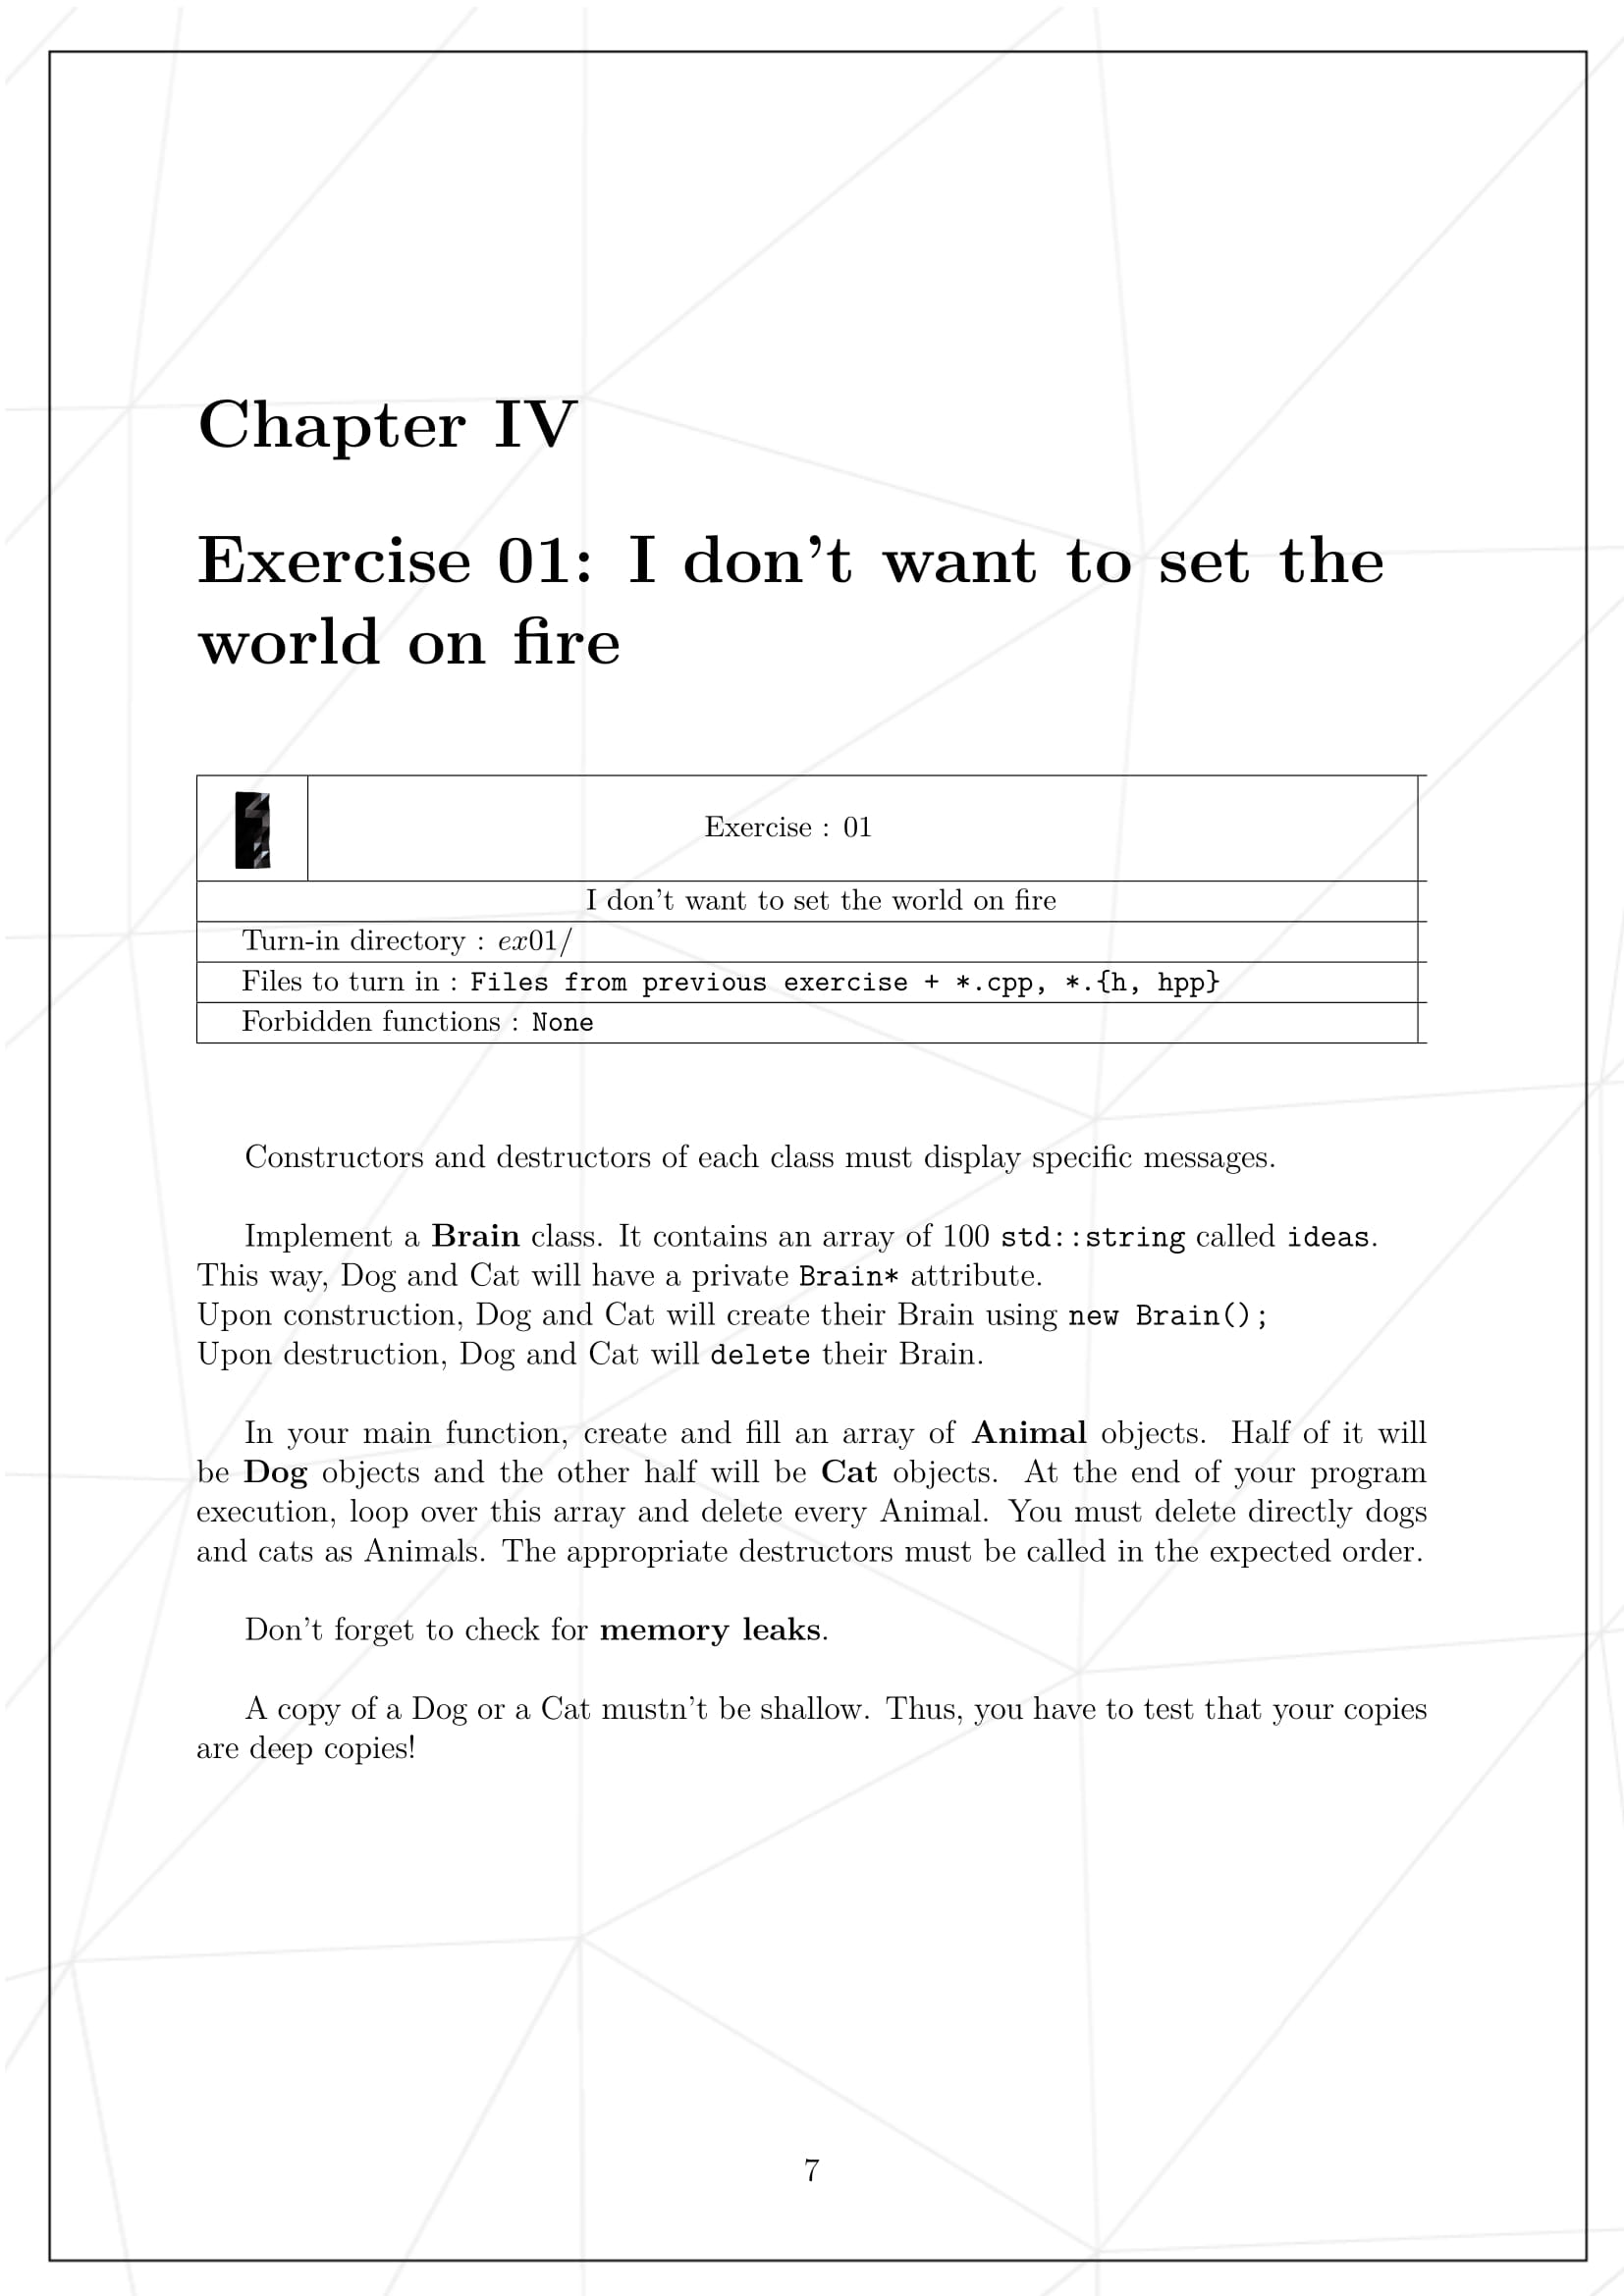 Chapter IV
Exercise 01: I don't want to set the
world on fire
Exercise : 01
I don't want to set the world on fire
Turn-in directory : ex01/
Files to turn in : Files from previous exercise + *.cpp, *.{h, hpp}
Forbidden functions : None
Constructors and destructors of each class must display specific messages.
Implement a Brain class. It contains an array of 100 std::string called ideas.
This way, Dog and Cat will have a private Brain* attribute.
Upon construction, Dog and Cat will create their Brain using new Brain();
Upon destruction, Dog and Cat will delete their Brain.
In your main function, create and fill an array of Animal objects. Half of it will
be Dog objects and the other half will be Cat objects. At the end of your program
execution, loop over this array and delete every Animal. You must delete directly dogs
and cats as Animals. The appropriate destructors must be called in the expected order.
Don't forget to check for memory leaks.
A copy of a Dog or a Cat mustn't be shallow. Thus, you have to test that your copies
are deep copies!
7